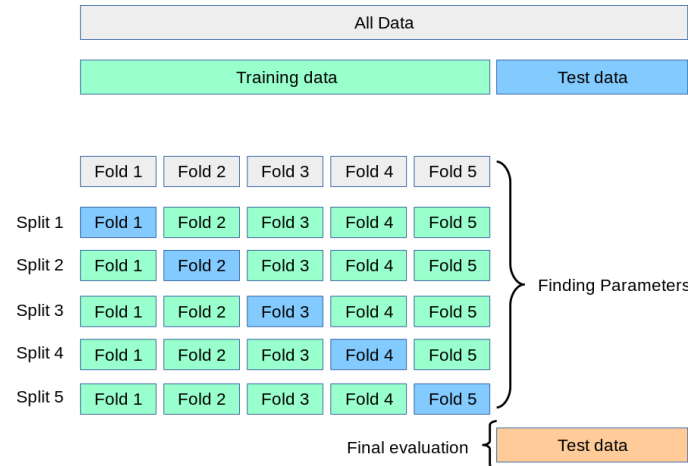 All Data
Training data Test data
Fold 1 Fold 2 Fold 3 Fold 4 Fold 5
Split 1 Fold 1 Fold 2 Fold 3 Fold 4 Fold 5
Split 2 Fold 1 Fold 2 Fold 3 Fold 4 Fold 5
Finding Parameters
Split 3 Fold 1 Fold 2 Fold 3 Fold 4 Fold 5
Split 4 Fold 1 Fold 2 Fold 3 Fold 4 Fold 5
Split 5 Fold 1 Fold 2 Fold 3 Fold 4 Fold 5
Final evaluation Test data